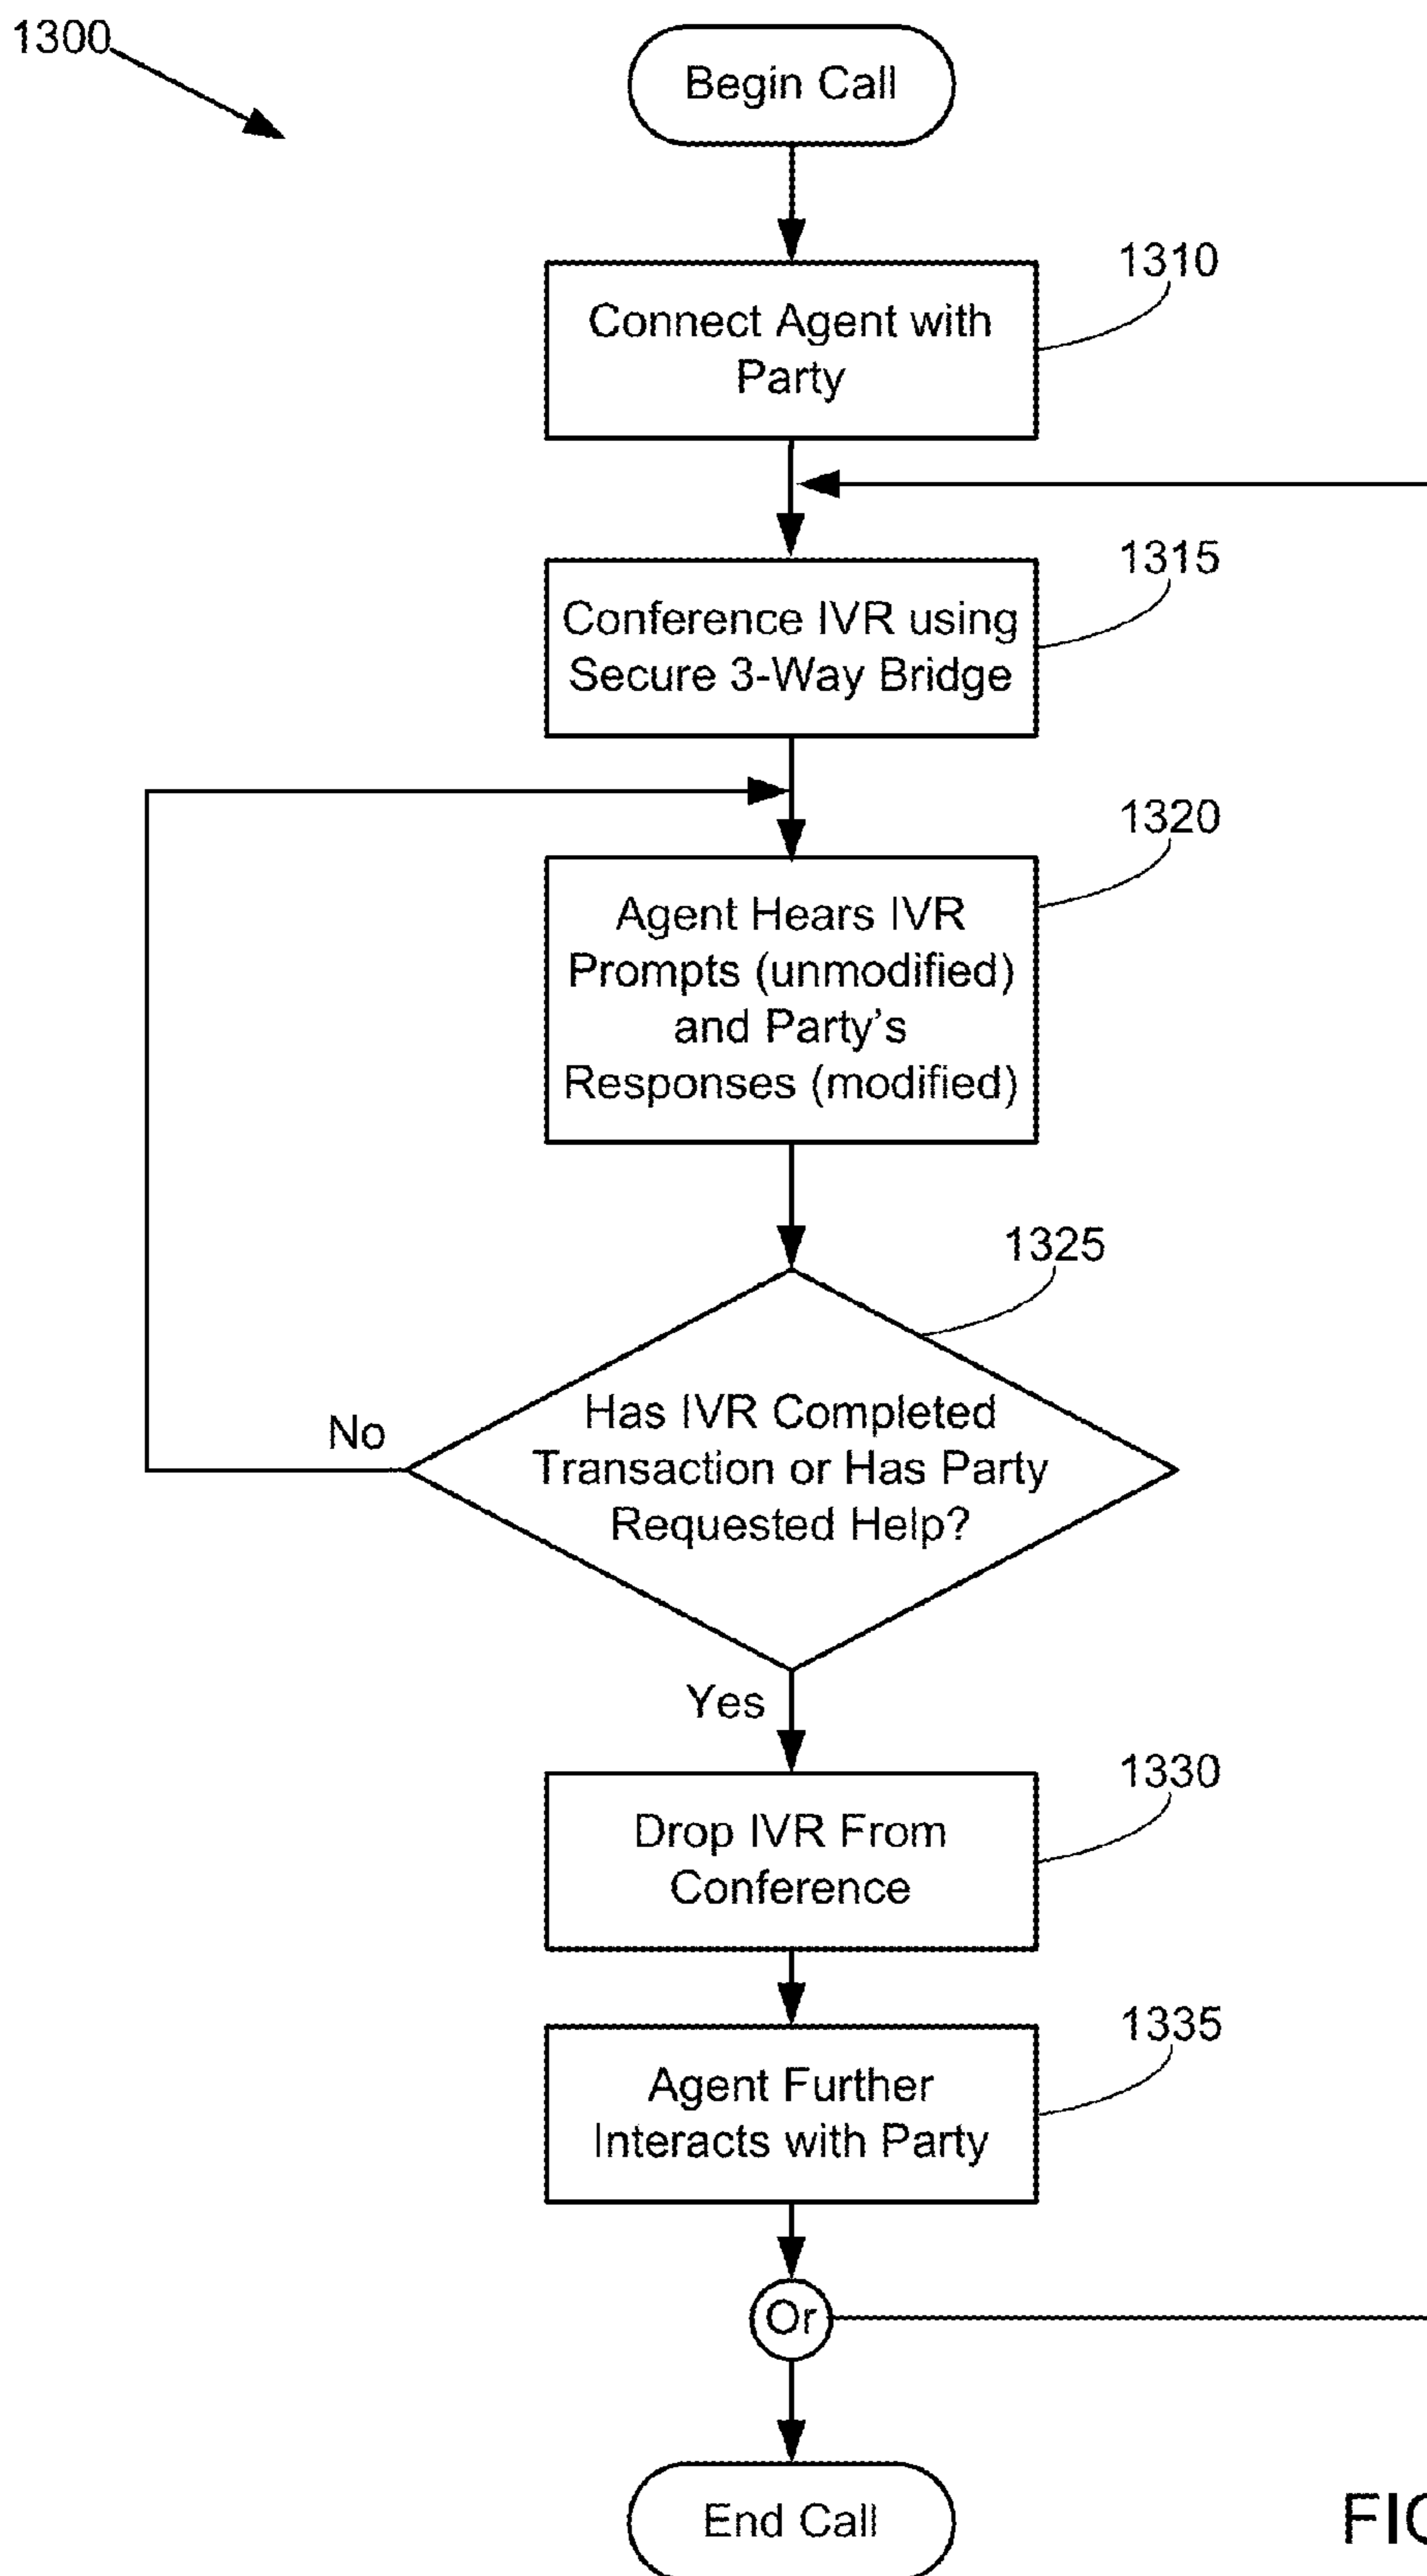 1300
Begin Call
1310
Connect Agent with
Party
1315
Conference IVR using
Secure 3-Way Bridge
1320
Agent Hears IVR
Prompts (unmodified)
and Party's
Responses (modified)
1325
Has IVR Completed
Transaction or Has Party
Requested Help?
No
Yes
1330
Drop IVR From
Conference
1335
Agent Further
Interacts with Party
Or
End Call